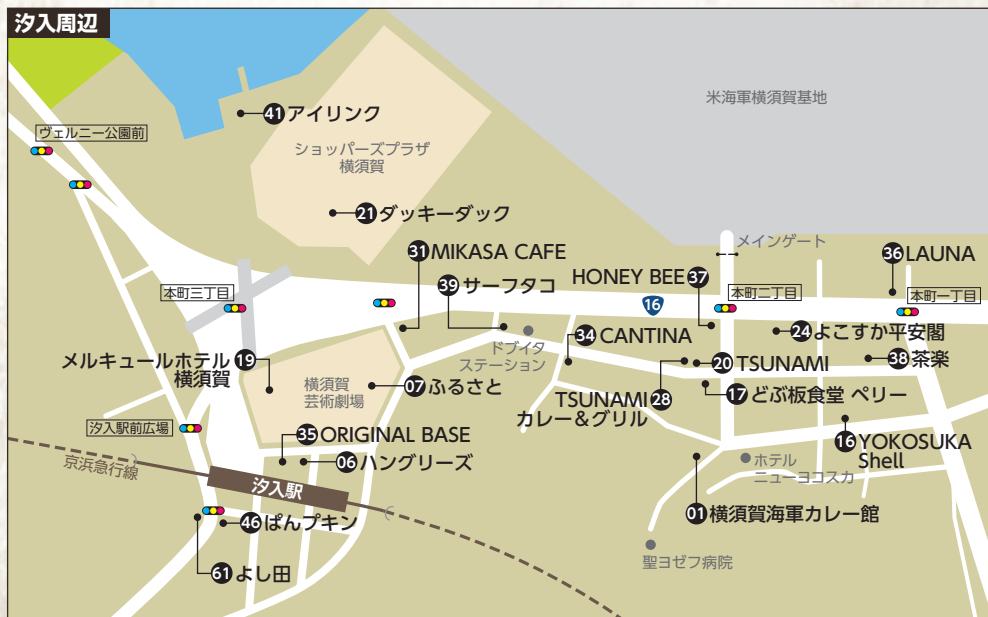 汐入周辺
米海軍横須賀基地
41 アイリンク
ヴェルニー公園前
ショッパーズプラザ
横須賀
21 ダッキーダック
メインゲート
31 MIKASA CAFE
36 LAUNA
HONEY BEE 37
39 サーフタコ
本町三丁目
16
本町二丁目
本町一丁目
34 CANTINA
24 よこすか平安閣
ドブイタ
ステーション
メルキュールホテル
横須賀
19
20 TSUNAMI
38 茶楽
横須賀
芸術劇場
07 ふるさと
17 どぶ板食堂 ペリー
TSUNAMI
カレー&グリル
28
汐入駅前広場
35 ORIGINAL BASE
16 YOKOSUKA
Shell
京浜急行線
06 ハングリーズ
ホテル
ニューヨコスカ
汐入駅
01 横須賀海軍カレー館
46 ぱんプキン
聖ヨゼフ病院
61 よし田